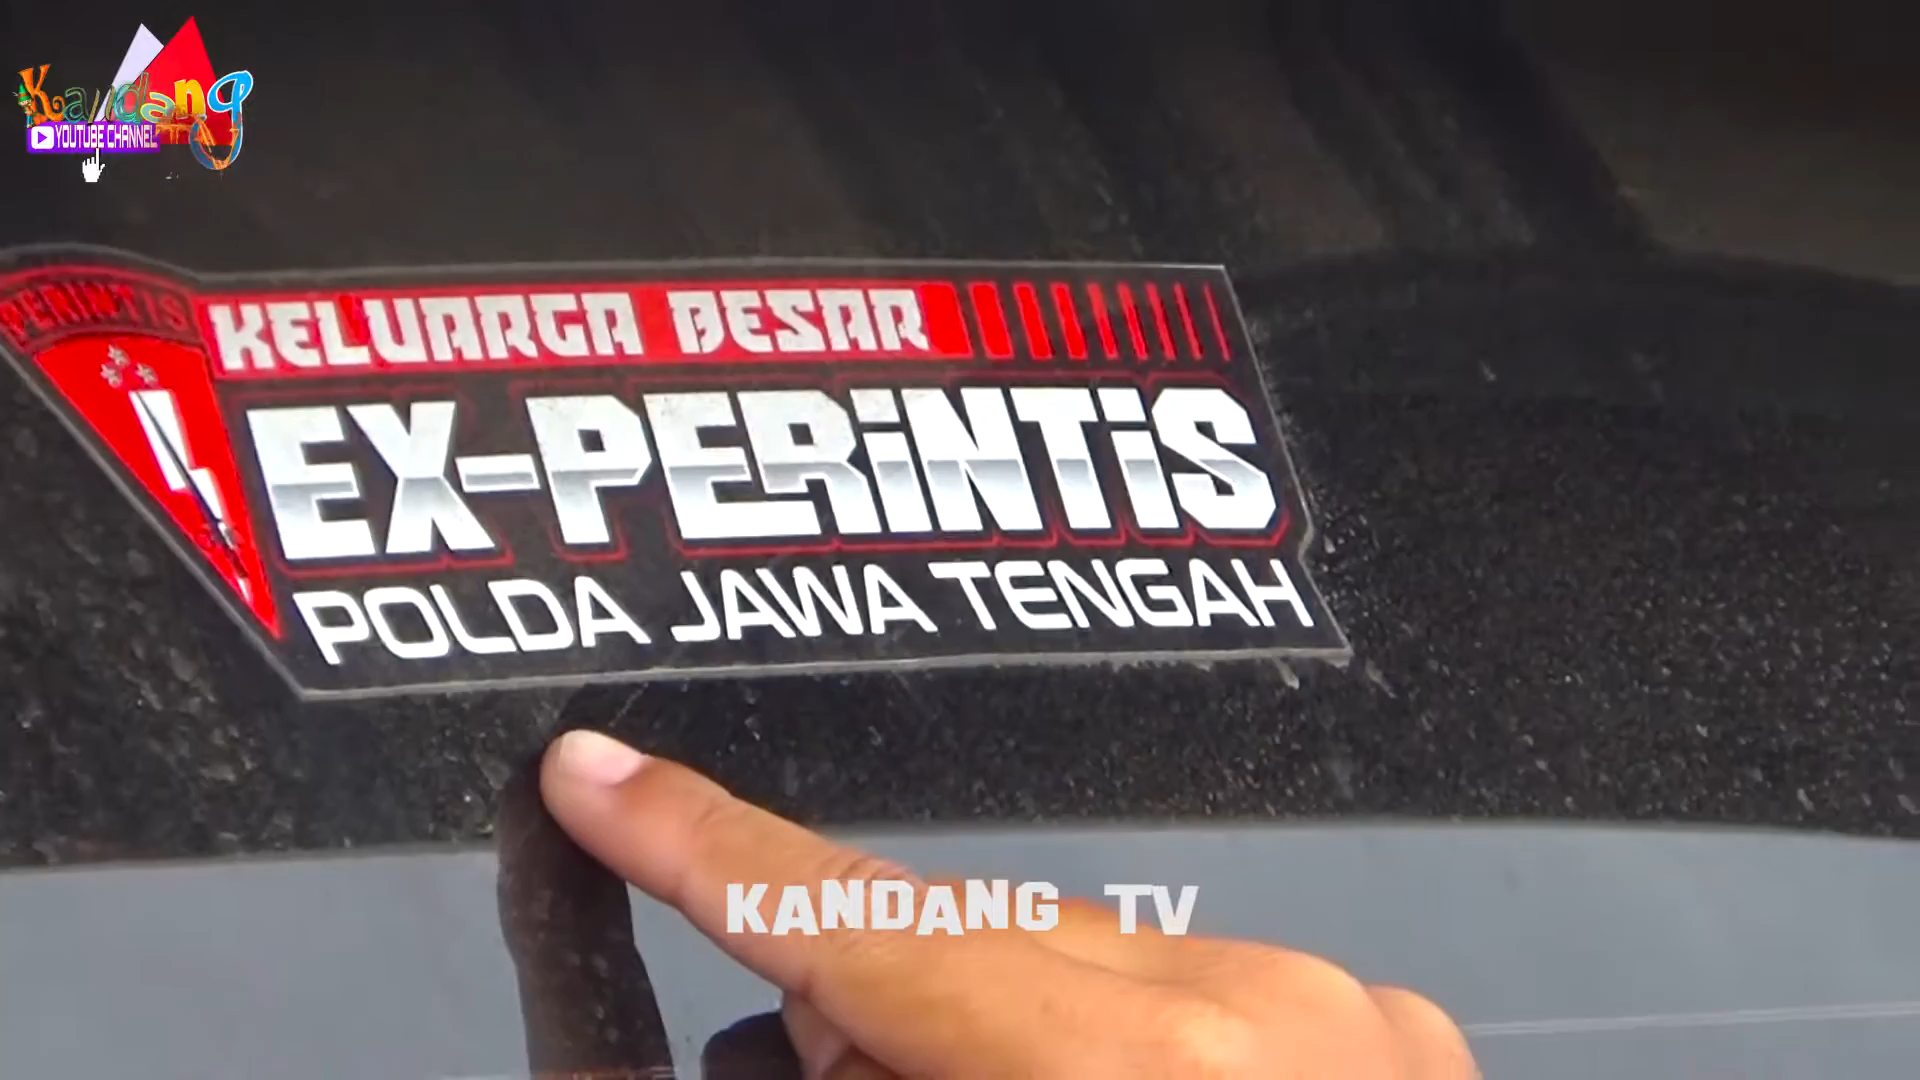 Kandang
YOUTUBE CHANNEL
PERINTIS
KELUARGA BESAR
EX-PERiNTiS
POLDA JAWA TENGAH
KANDANG TV